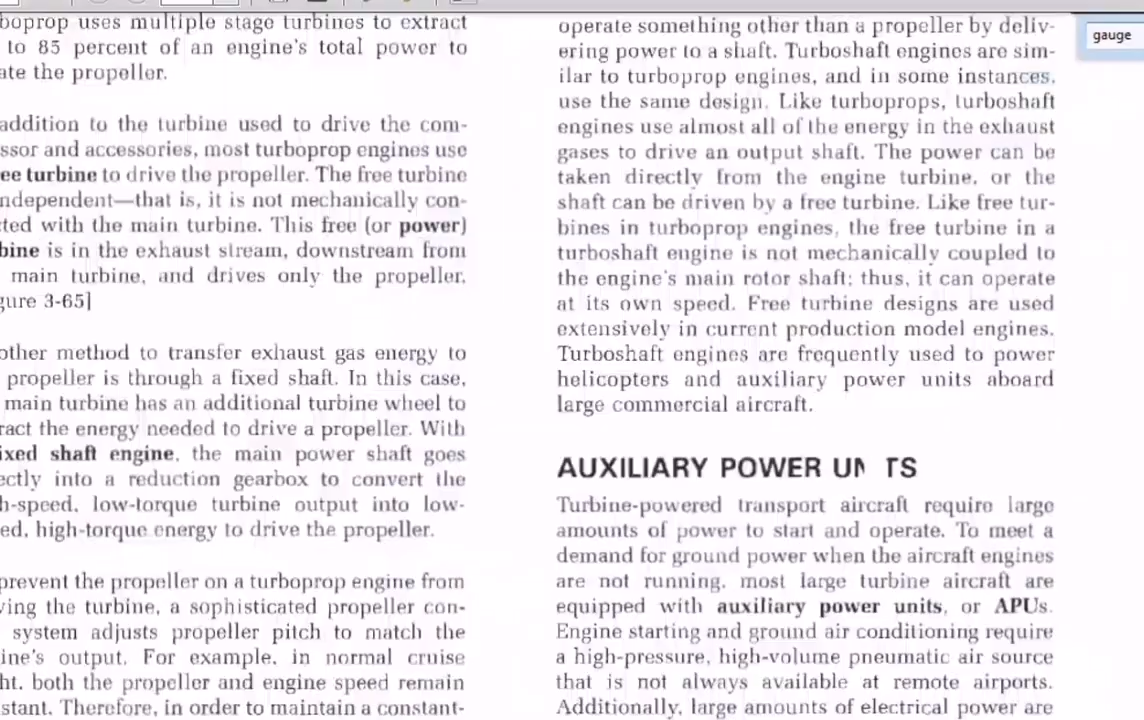 boprop uses multiple stage turbines to extract
to 85 percent of an engine's total power to
ate the propeller.
addition to the turbine used to drive the com-
ssor and accessories, most turboprop engines use
ee turbine to drive the propeller. The free turbine
ndependent—that is, it is not mechanically con-
ted with the main turbine. This free (or power)
bine is in the exhaust stream, downstream from
main turbine, and drives only the propeller.
gure 3-65]
other method to transfer exhaust gas energy to
propeller is through a fixed shaft. In this case,
main turbine has an additional turbine wheel to
ract the energy needed to drive a propeller. With
ixed shaft engine, the main power shaft goes
ectly into a reduction gearbox to convert the
h-speed, low-torque turbine output into low-
ed, high-torque energy to drive the propeller.
prevent the propeller on a turboprop engine from
ving the turbine, a sophisticated propeller con-
system adjusts propeller pitch to match the
ine's output. For example, in normal cruise
ht, both the propeller and engine speed remain
stant. Therefore, in order to maintain a constant-
operate something other than a propeller by deliv-
ering power to a shaft. Turboshaft engines are sim-
ilar to turboprop engines, and in some instances,
use the same design. Like turboprops, turboshaft
engines use almost all of the energy in the exhaust
gases to drive an output shaft. The power can be
taken directly from the engine turbine, or the
shaft can be driven by a free turbine. Like free tur-
bines in turboprop engines, the free turbine in a
turboshaft engine is not mechanically coupled to
the engine's main rotor shaft; thus, it can operate
at its own speed. Free turbine designs are used
extensively in current production model engines.
Turboshaft engines are frequently used to power
helicopters and auxiliary power units aboard
large commercial aircraft.
AUXILIARY POWER UN TS
Turbine-powered transport aircraft require large
amounts of power to start and operate. To meet a
demand for ground power when the aircraft engines
are not running, most large turbine aircraft are
equipped with auxiliary power units, or APUs.
Engine starting and ground air conditioning require
a high-pressure, high-volume pneumatic air source
that is not always available at remote airports.
Additionally, large amounts of electrical power are
gauge